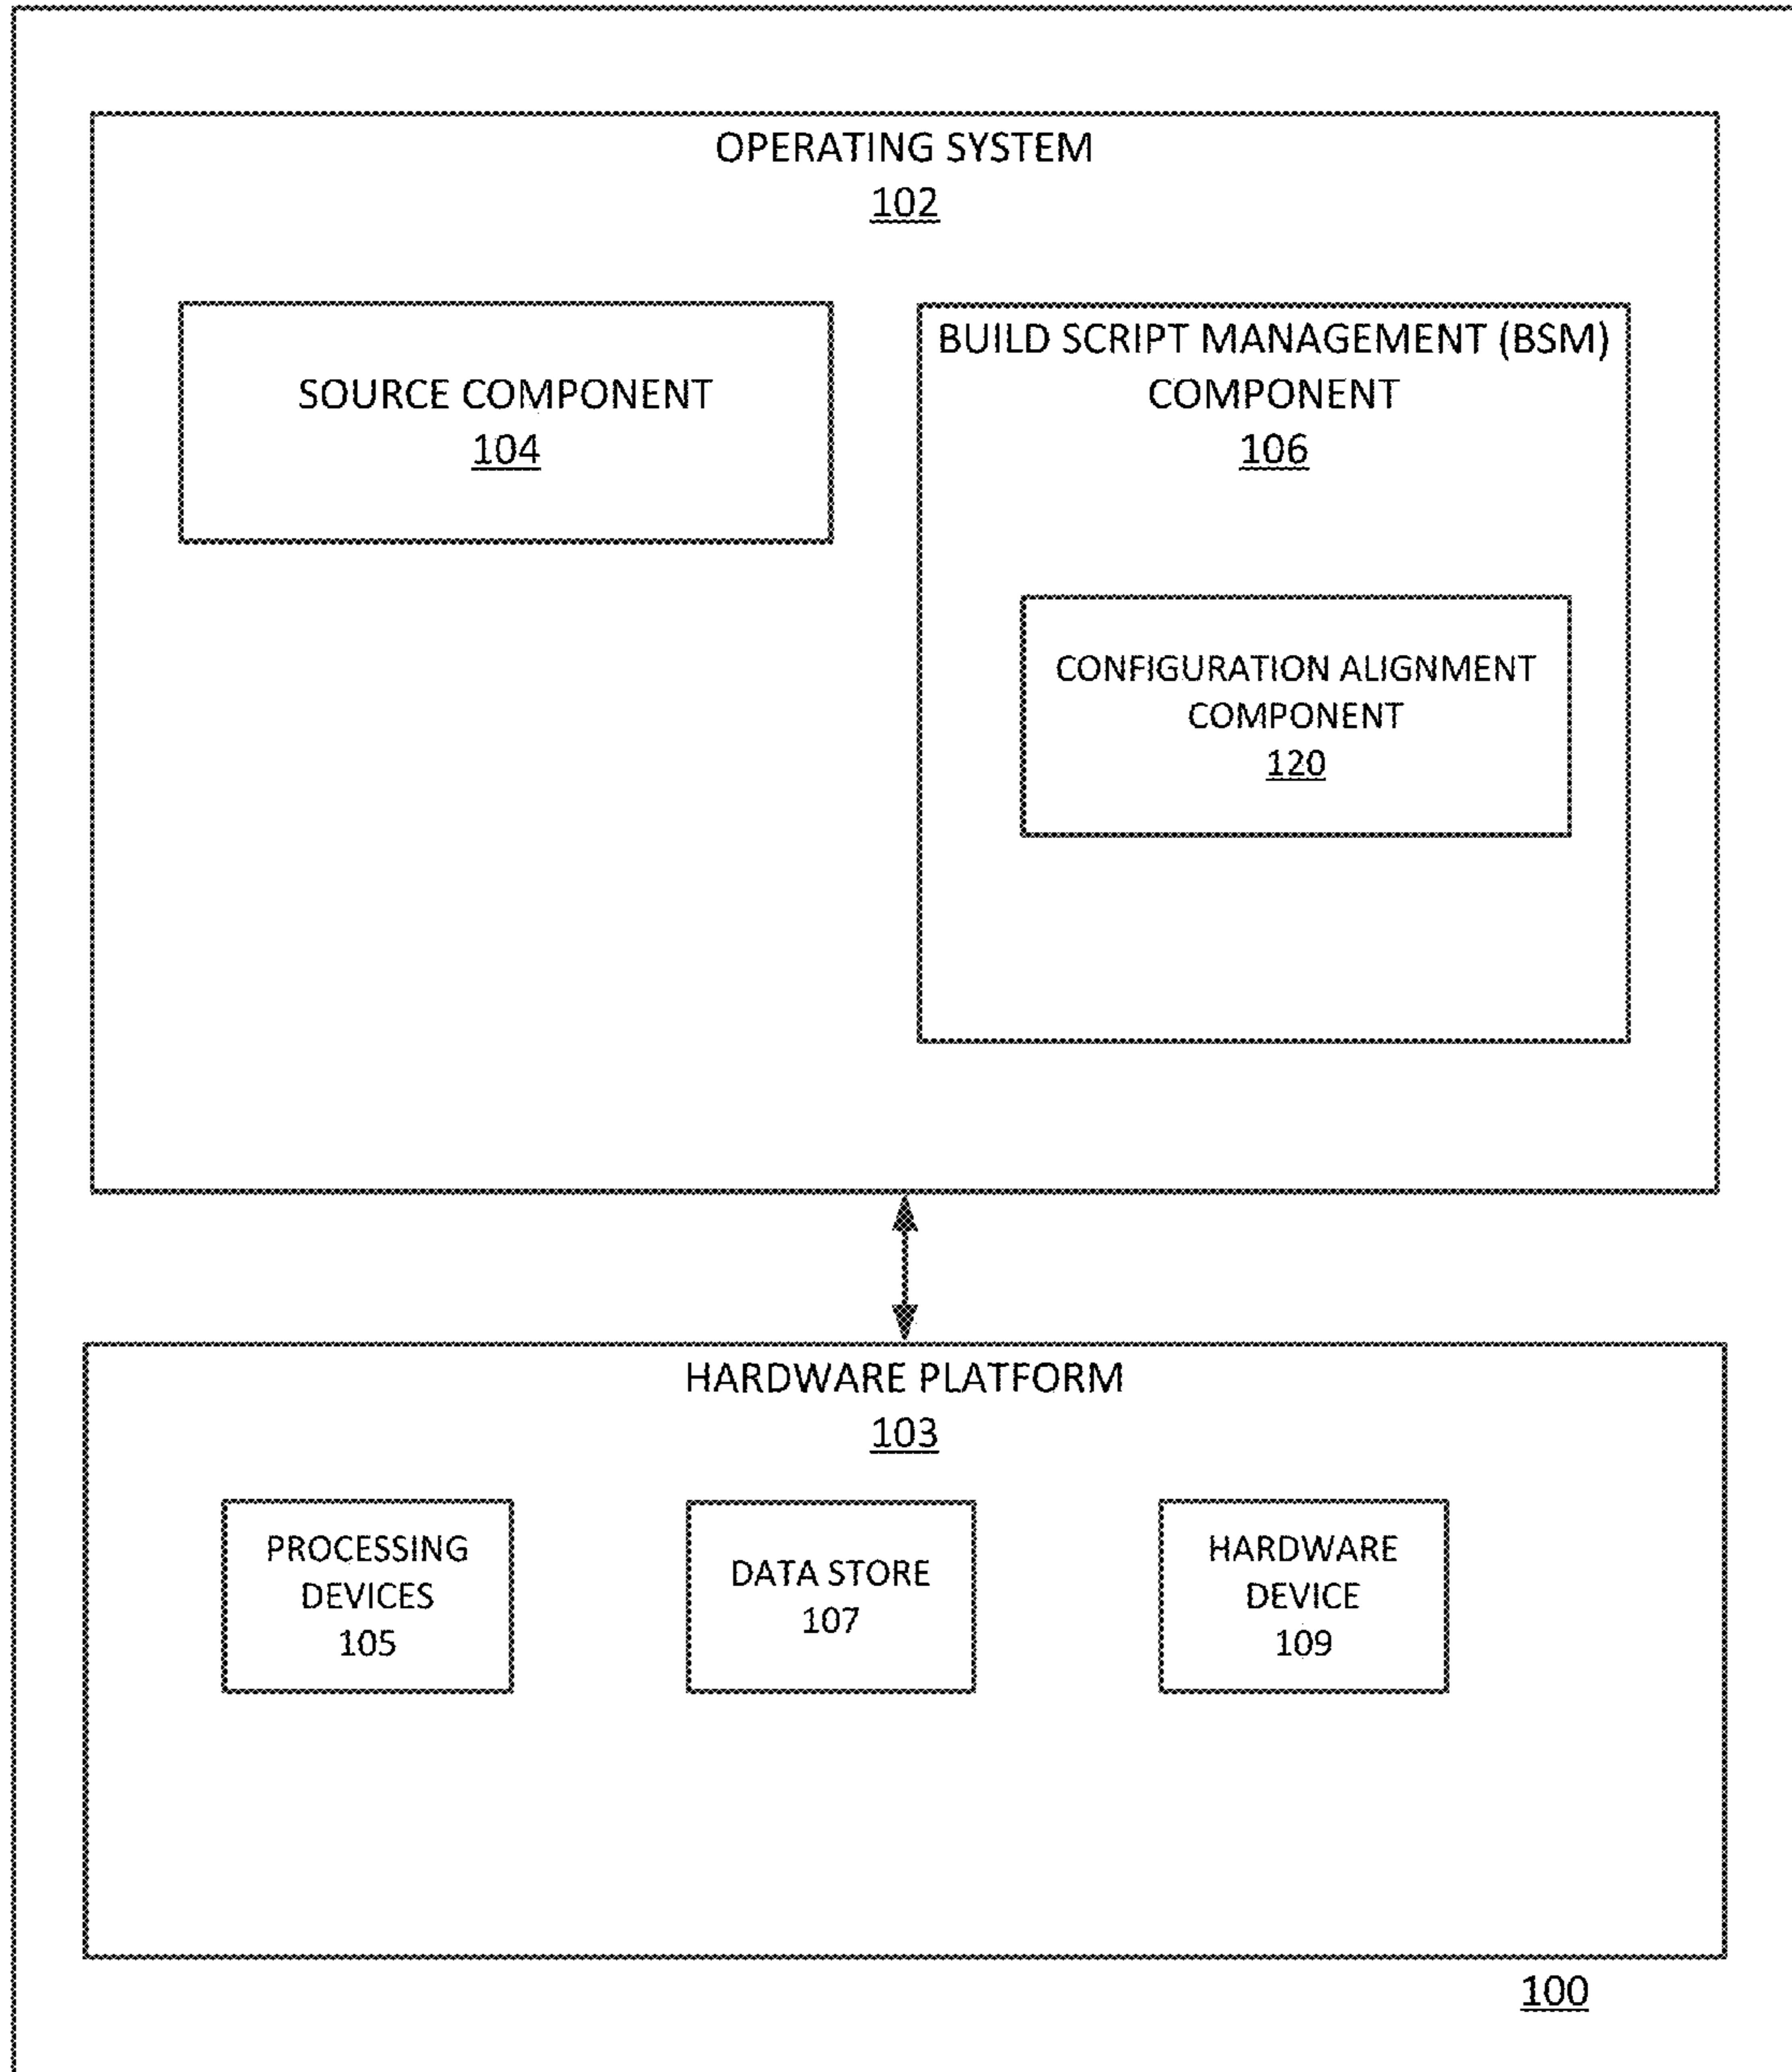 OPERATING SYSTEM
102
SOURCE COMPONENT
104
BUILD SCRIPT MANAGEMENT (BSM)
COMPONENT
106
CONFIGURATION ALIGNMENT
COMPONENT
120
HARDWARE PLATFORM
103
PROCESSING
DEVICES
105
DATA STORE
107
HARDWARE
DEVICE
109
100